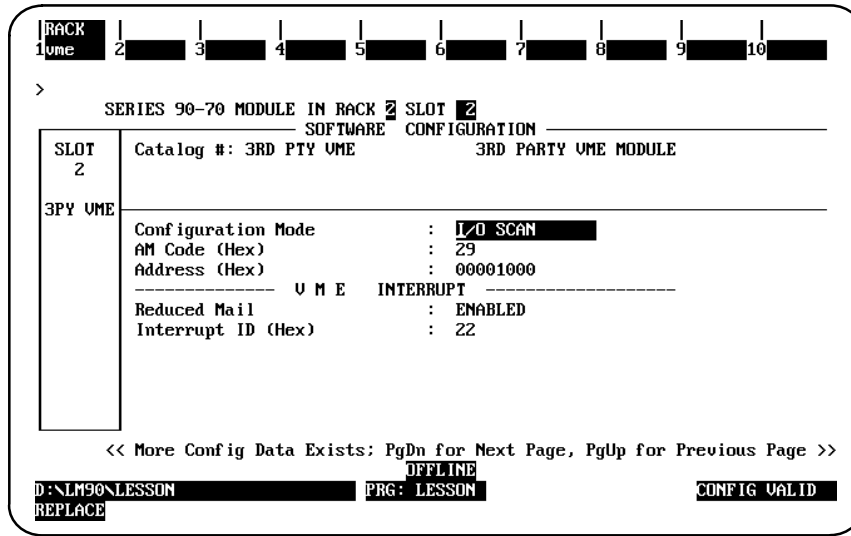 RACK
1vme 2 3 4 5 6 7 8 9 10
>
SERIES 90-70 MODULE IN RACK 2 SLOT 2
SOFTWARE CONFIGURATION
SLOT 2
Catalog #: 3RD PTY VME 3RD PARTY VME MODULE
3PY VME
Configuration Mode : I/O SCAN
AM Code (Hex) : 29
Address (Hex) : 00001000
-------------- V M E INTERRUPT -------------------
Reduced Mail : ENABLED
Interrupt ID (Hex) : 22
<< More Config Data Exists; PgDn for Next Page, PgUp for Previous Page >>
OFFLINE
D:\LM90\LESSON PRG: LESSON CONFIG VALID
REPLACE